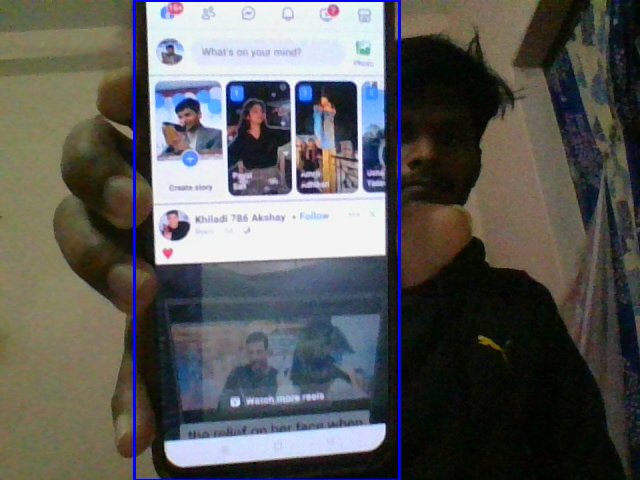 What's on your mind?
Photo
Create story
Khiladi 786 Akshay • Follow
Watch more reels
the relief on her face when